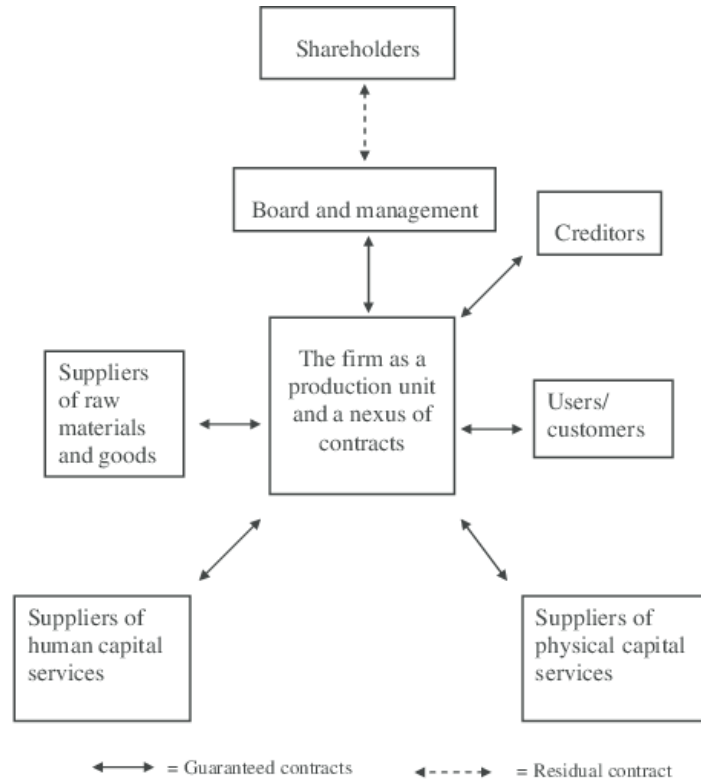 Shareholders
Board and management
Creditors
The firm as a
production unit
and a nexus of
contracts
Suppliers
of raw
materials
and goods
Users/
customers
Suppliers of
human capital
services
Suppliers of
physical capital
services
= Guaranteed contracts
= Residual contract